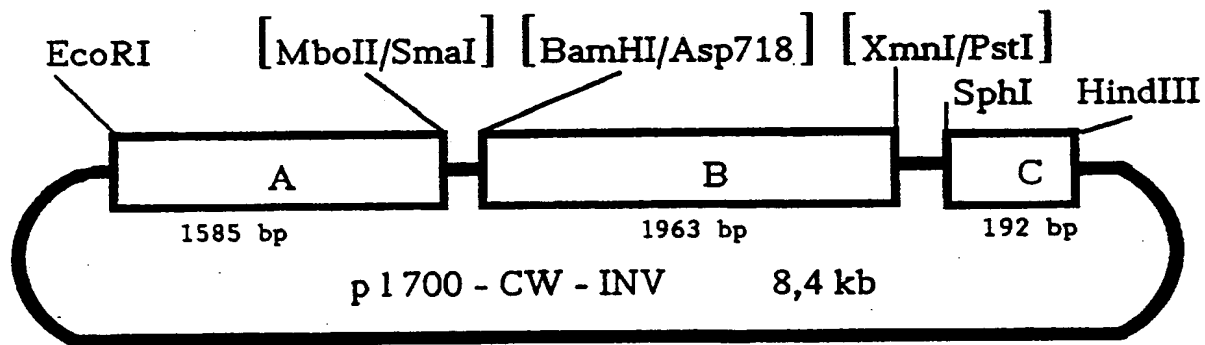 EcoRI [MboII/SmaI] [BamHI/Asp718] [XmnI/PstI]
SphI HindIII
A B C
1585 bp 1963 bp 192 bp
p 1700 - CW - INV 8,4 kb